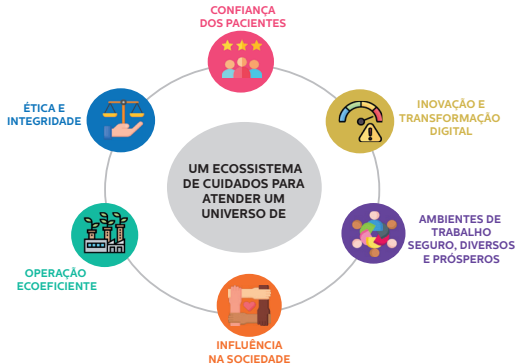 CONFIANÇA
DOS PACIENTES
ÉTICA E
INTEGRIDADE
INOVAÇÃO E
TRANSFORMAÇÃO
DIGITAL
UM ECOSSISTEMA
DE CUIDADOS PARA
ATENDER UM
UNIVERSO DE
AMBIENTES DE
TRABALHO
SEGURO, DIVERSOS
E PRÓSPEROS
OPERAÇÃO
ECOEFICIENTE
INFLUÊNCIA
NA SOCIEDADE